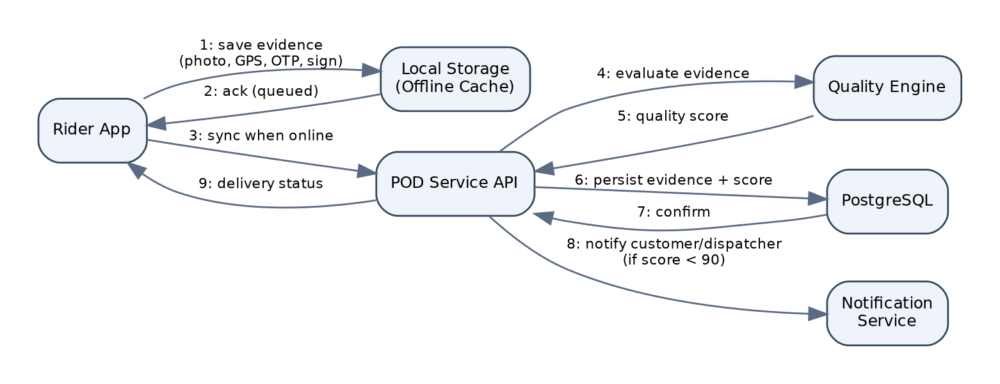 1: save evidence
(photo, GPS, OTP, sign)
2: ack (queued)
3: sync when online
9: delivery status
Rider App
Local Storage
(Offline Cache)
POD Service API
4: evaluate evidence
5: quality score
6: persist evidence + score
7: confirm
8: notify customer/dispatcher
(if score < 90)
Quality Engine
PostgreSQL
Notification
Service